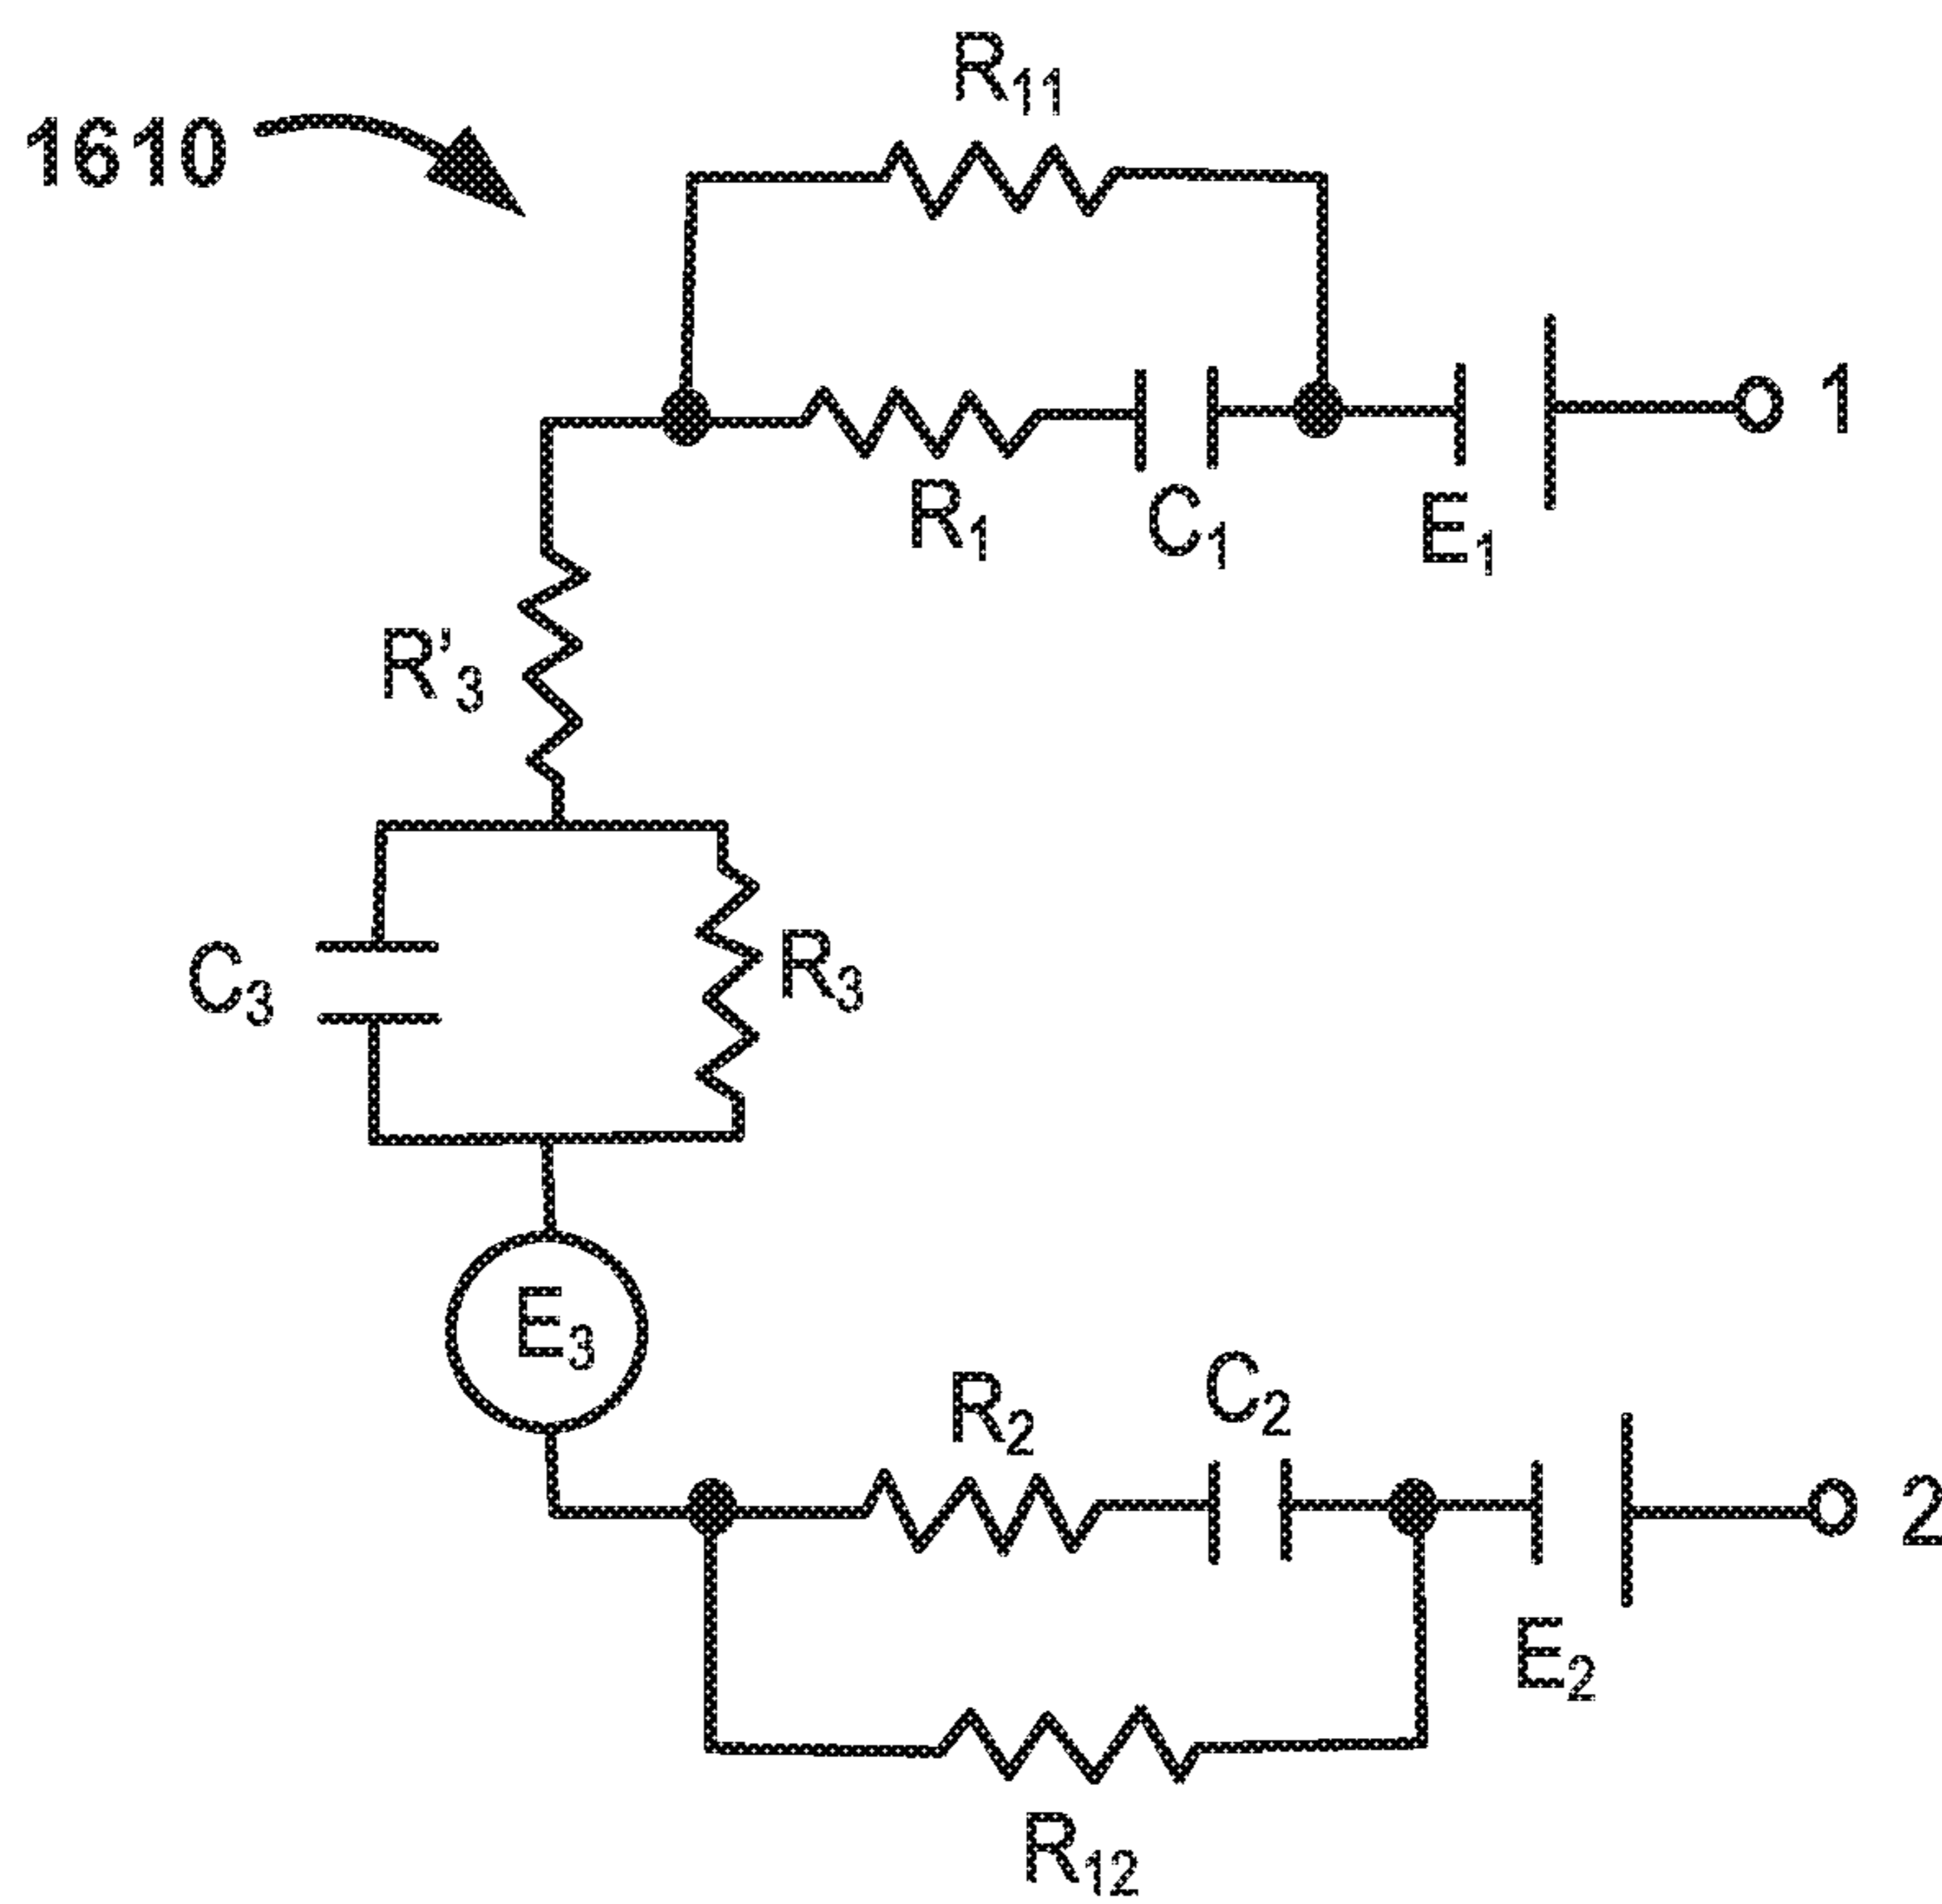 R₁₁
1610
1
R₁
C₁
E₁
R'₃
C₃
R₃
E₃
R₂
C₂
2
E₂
R₁₂